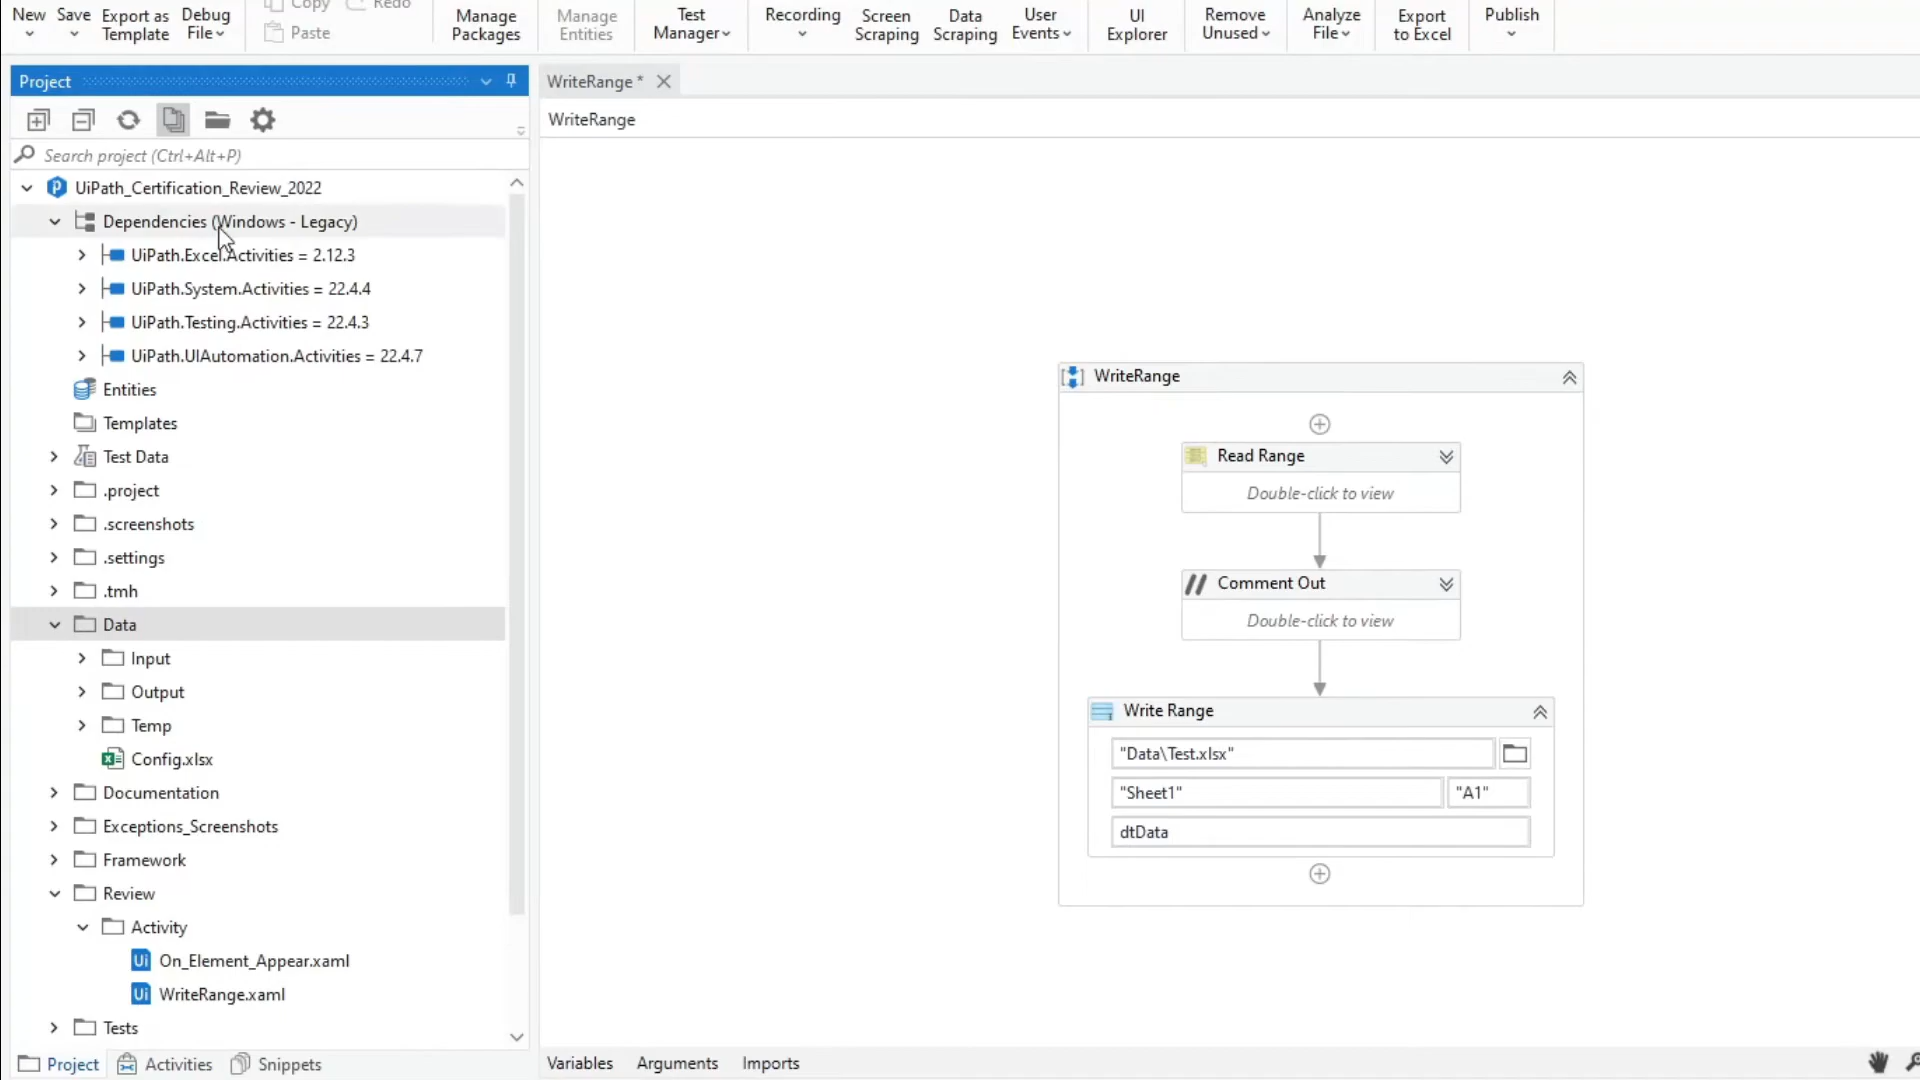 New Save Export as Template Debug File Copy Redo Paste Manage Packages Manage Entities Test Manager Recording Screen Scraping Data Scraping User Events UI Explorer Remove Unused Analyze File Export to Excel Publish
Project
WriteRange *
WriteRange
Search project (Ctrl+Alt+P)
UiPath_Certification_Review_2022
Dependencies (Windows - Legacy)
UiPath.Excel.Activities = 2.12.3
UiPath.System.Activities = 22.4.4
UiPath.Testing.Activities = 22.4.3
UiPath.UIAutomation.Activities = 22.4.7
Entities
Templates
Test Data
.project
.screenshots
.settings
.tmh
Data
Input
Output
Temp
Config.xlsx
Documentation
Exceptions_Screenshots
Framework
Review
Activity
Ui On_Element_Appear.xaml
Ui WriteRange.xaml
Tests
Project Activities Snippets
WriteRange
Read Range
Double-click to view
// Comment Out
Double-click to view
Write Range
"Data\Test.xlsx"
"Sheet1" "A1"
dtData
Variables Arguments Imports